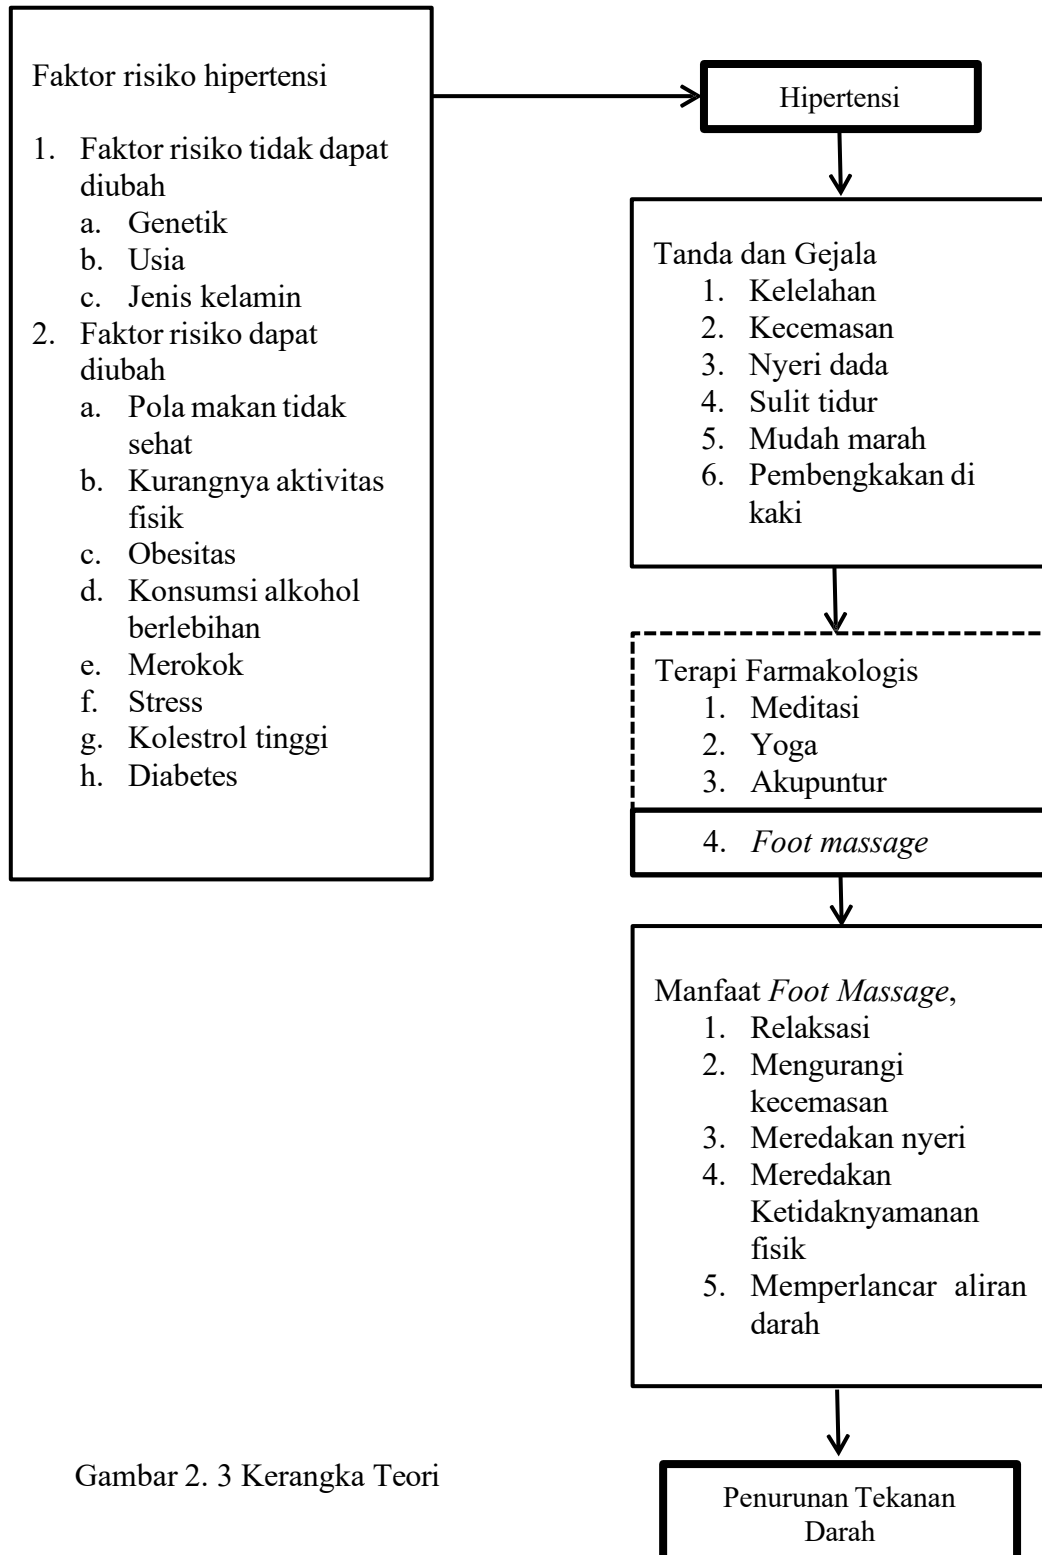 Faktor risiko hipertensi
1. Faktor risiko tidak dapat
diubah
a. Genetik
b. Usia
c. Jenis kelamin
2. Faktor risiko dapat
diubah
a. Pola makan tidak
sehat
b. Kurangnya aktivitas
fisik
c. Obesitas
d. Konsumsi alkohol
berlebihan
e. Merokok
f. Stress
g. Kolestrol tinggi
h. Diabetes
Hipertensi
Tanda dan Gejala
1. Kelelahan
2. Kecemasan
3. Nyeri dada
4. Sulit tidur
5. Mudah marah
6. Pembengkakan di
kaki
Terapi Farmakologis
1. Meditasi
2. Yoga
3. Akupuntur
4. Foot massage
Manfaat Foot Massage,
1. Relaksasi
2. Mengurangi
kecemasan
3. Meredakan nyeri
4. Meredakan
Ketidaknyamanan
fisik
5. Memperlancar aliran
darah
Penurunan Tekanan
Darah
Gambar 2. 3 Kerangka Teori